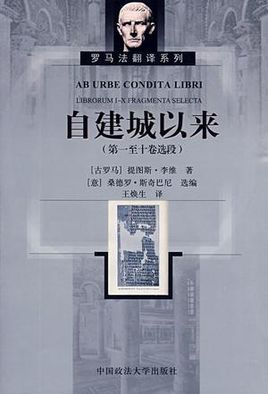 罗马法翻译系列
AB URBE CONDITA LIBRI
LIBRORUM I-X FRAGMENTA SELECTA
自建城以来
(第一至十卷选段)
[古罗马] 提图斯·李维 著
[意] 桑德罗·斯奇巴尼 选编
王焕生 译
中国政法大学出版社